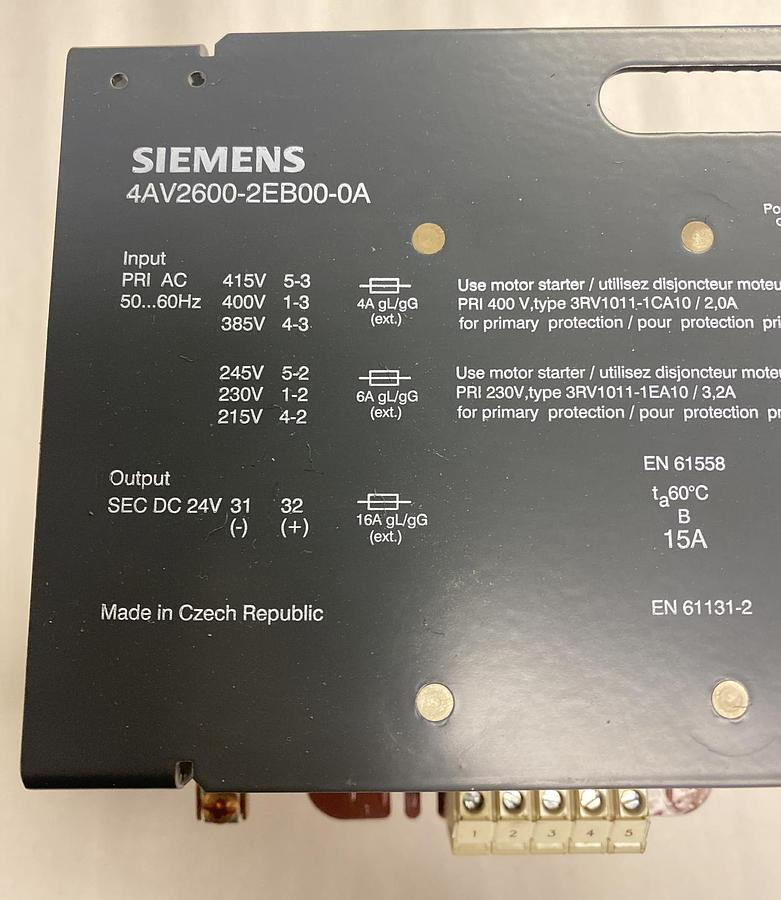 SIEMENS
4AV2600-2EB00-0A
Input
PRI AC 415V 5-3
50...60Hz 400V 1-3
385V 4-3
4A gL/gG
(ext.)
Use motor starter / utilisez disjoncteur
PRI 400 V,type 3RV1011-1CA10 / 2,0A
for primary protection / pour protection
245V 5-2
230V 1-2
215V 4-2
6A gL/gG
(ext.)
Use motor starter / utilisez disjoncteur
PRI 230V,type 3RV1011-1EA10 / 3,2A
for primary protection / pour protection
Output
SEC DC 24V 31 32
(-) (+)
16A gL/gG
(ext.)
EN 61558
ta60°C
B
15A
Made in Czech Republic
EN 61131-2
1 2 3 4 5